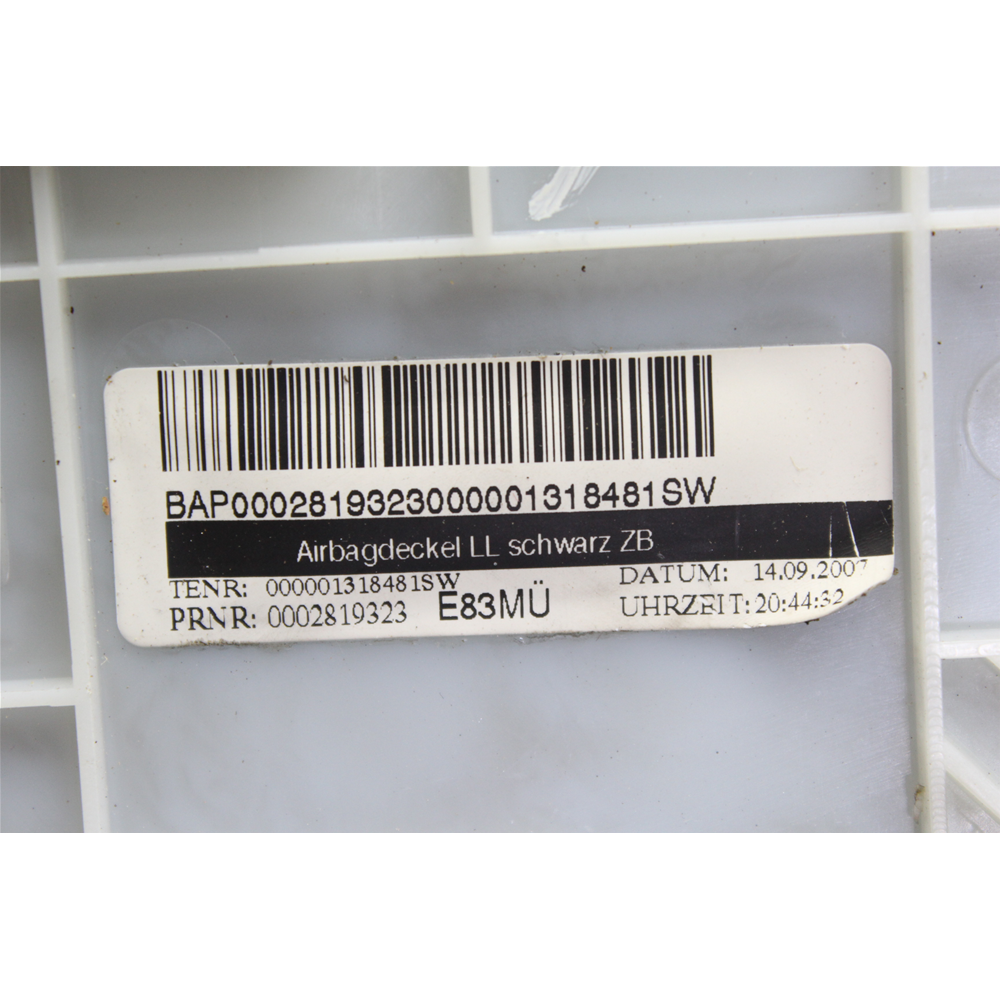 BAP0002819323000001318481SW
Airbagdeckel LL schwarz ZB
TENR: 000001318481SW DATUM: 14.09.2007
PRNR: 0002819323 E83MÜ UHRZEIT: 20:44:32